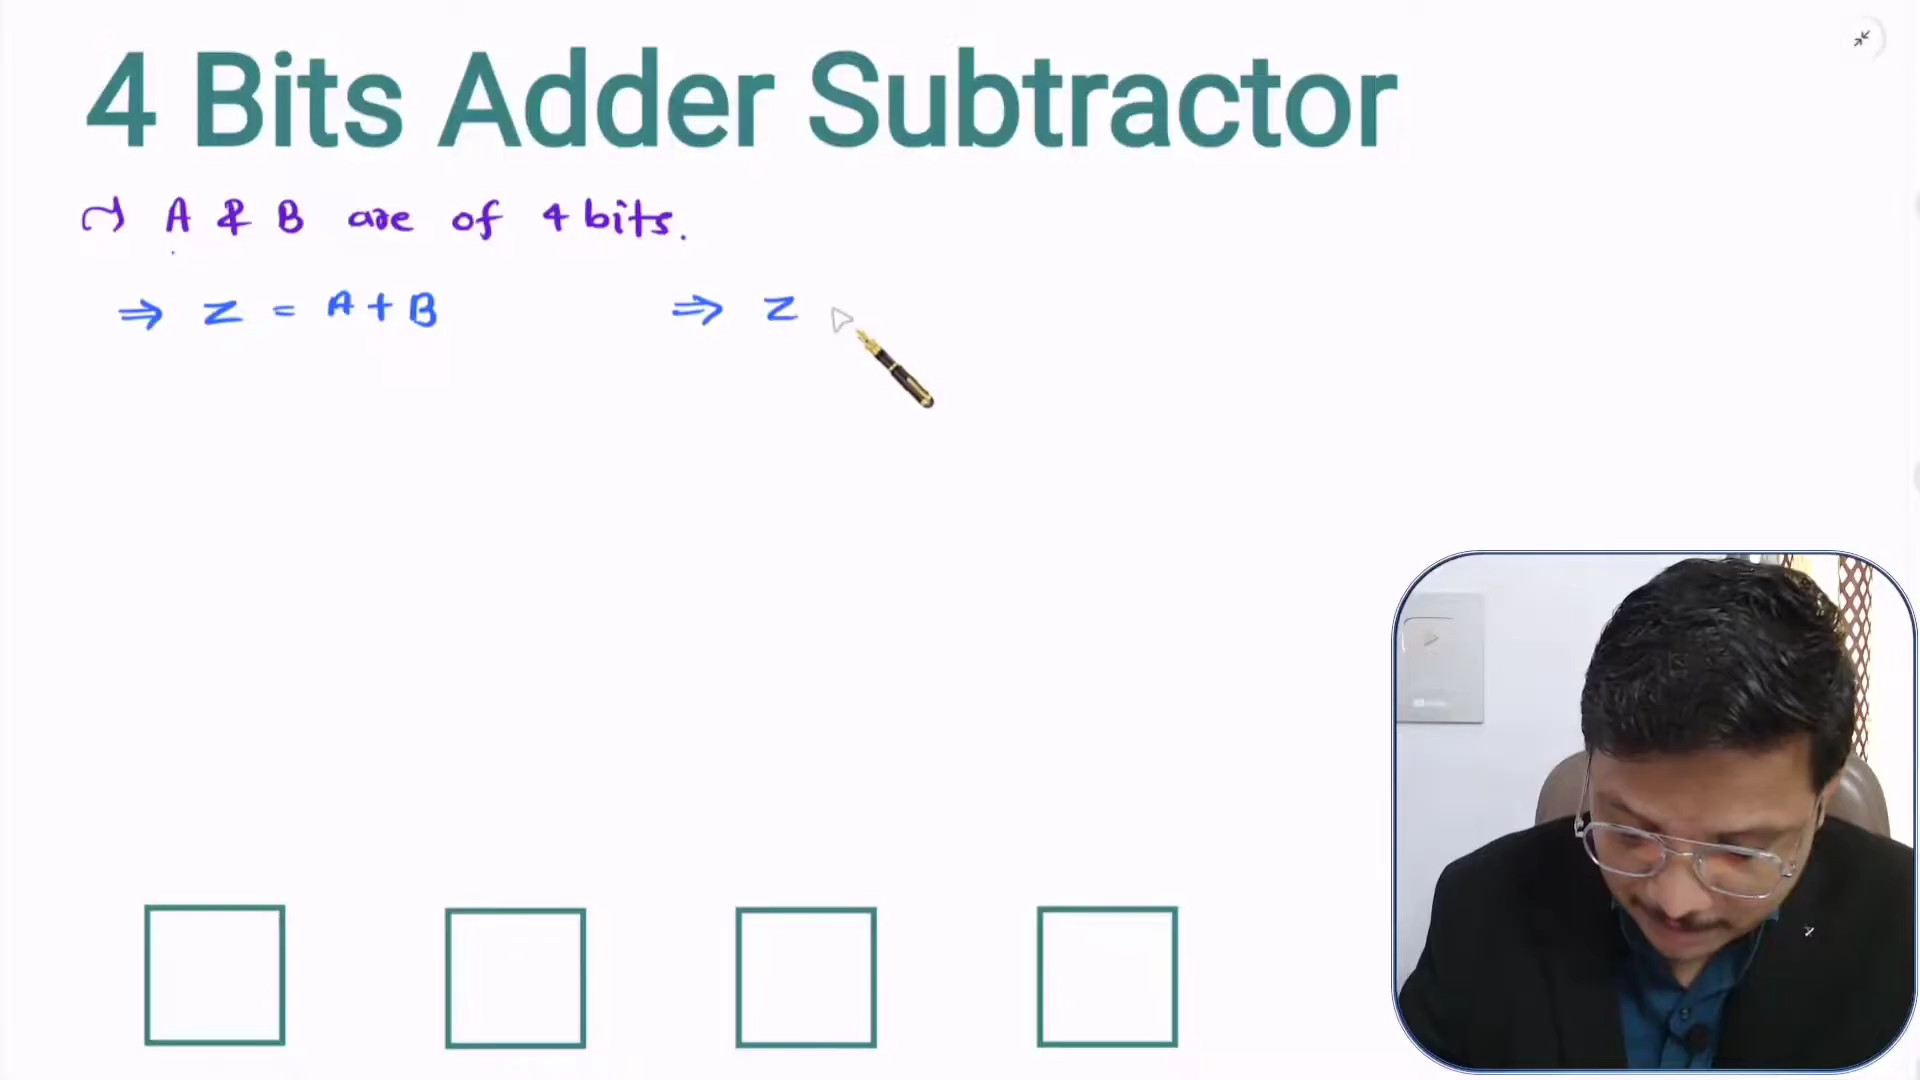 4 Bits Adder Subtractor
→ A & B are of 4 bits.
⇒ Z = A + B ⇒ Z